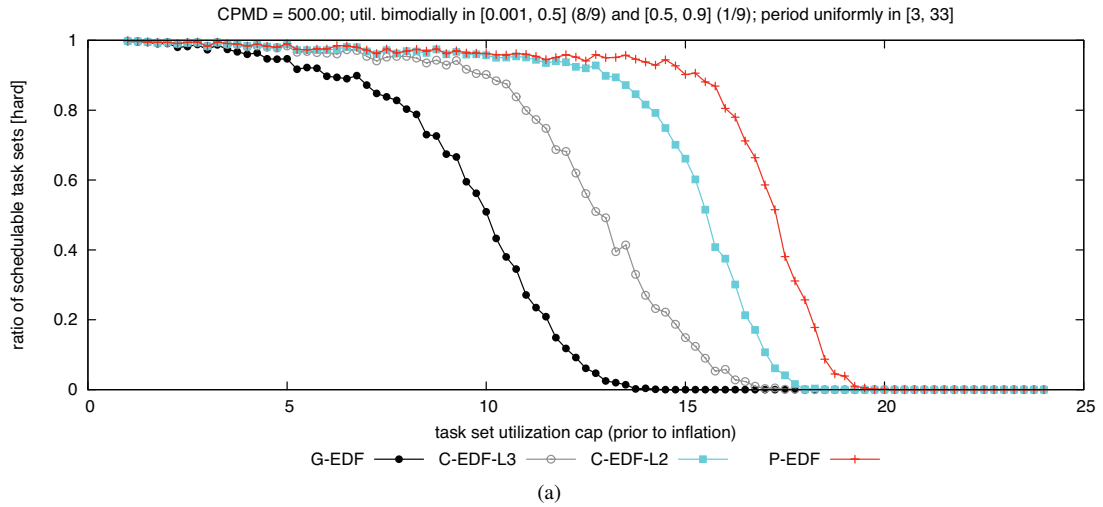 CPMD = 500.00; util. bimodially in [0.001, 0.5] (8/9) and [0.5, 0.9] (1/9); period uniformly in [3, 33]
ratio of schedulable task sets [hard]
1
0.8
0.6
0.4
0.2
0
0 5 10 15 20 25
task set utilization cap (prior to inflation)
G-EDF C-EDF-L3 C-EDF-L2 P-EDF
(a)